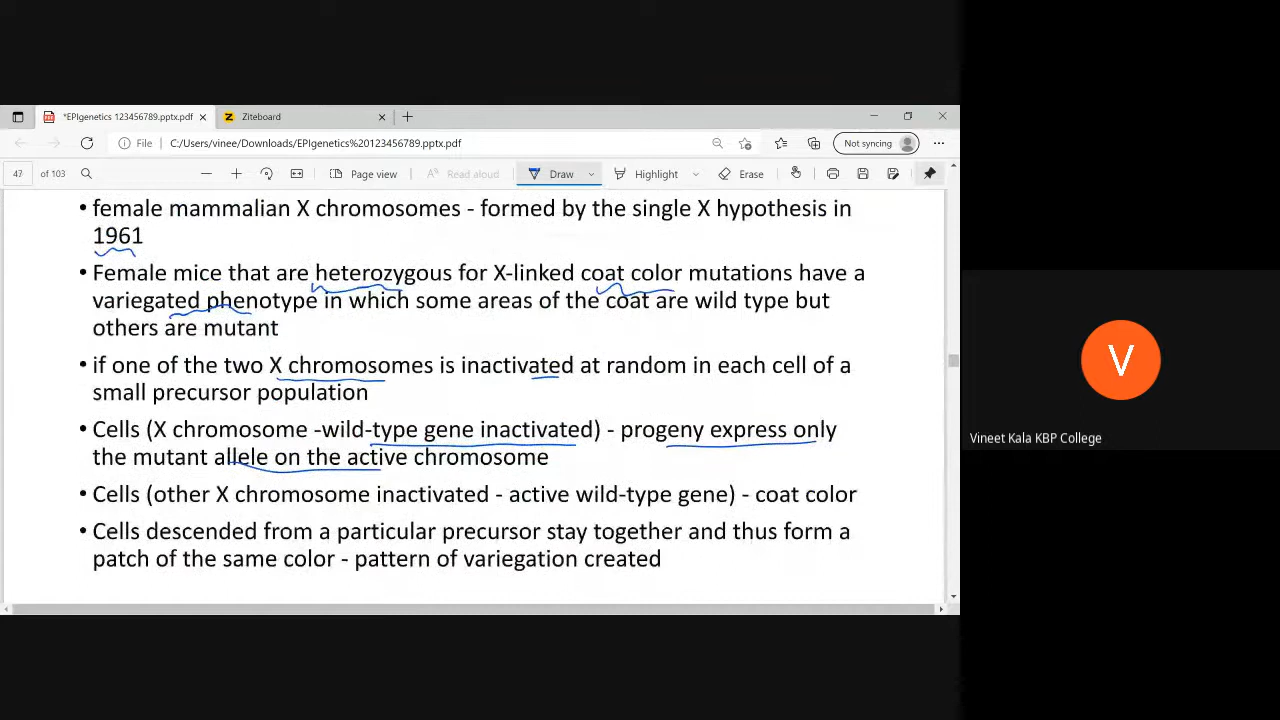 *EPIgenetics 123456789.pptx.pdf
Ziteboard
File C:/Users/vinee/Downloads/EPIgenetics%20123456789.pptx.pdf
Not syncing
47 of 103
Page view
Read aloud
Draw
Highlight
Erase
• female mammalian X chromosomes - formed by the single X hypothesis in
1961
• Female mice that are heterozygous for X-linked coat color mutations have a
variegated phenotype in which some areas of the coat are wild type but
others are mutant
• if one of the two X chromosomes is inactivated at random in each cell of a
small precursor population
• Cells (X chromosome -wild-type gene inactivated) - progeny express only
the mutant allele on the active chromosome
• Cells (other X chromosome inactivated - active wild-type gene) - coat color
• Cells descended from a particular precursor stay together and thus form a
patch of the same color - pattern of variegation created
V
Vineet Kala KBP College